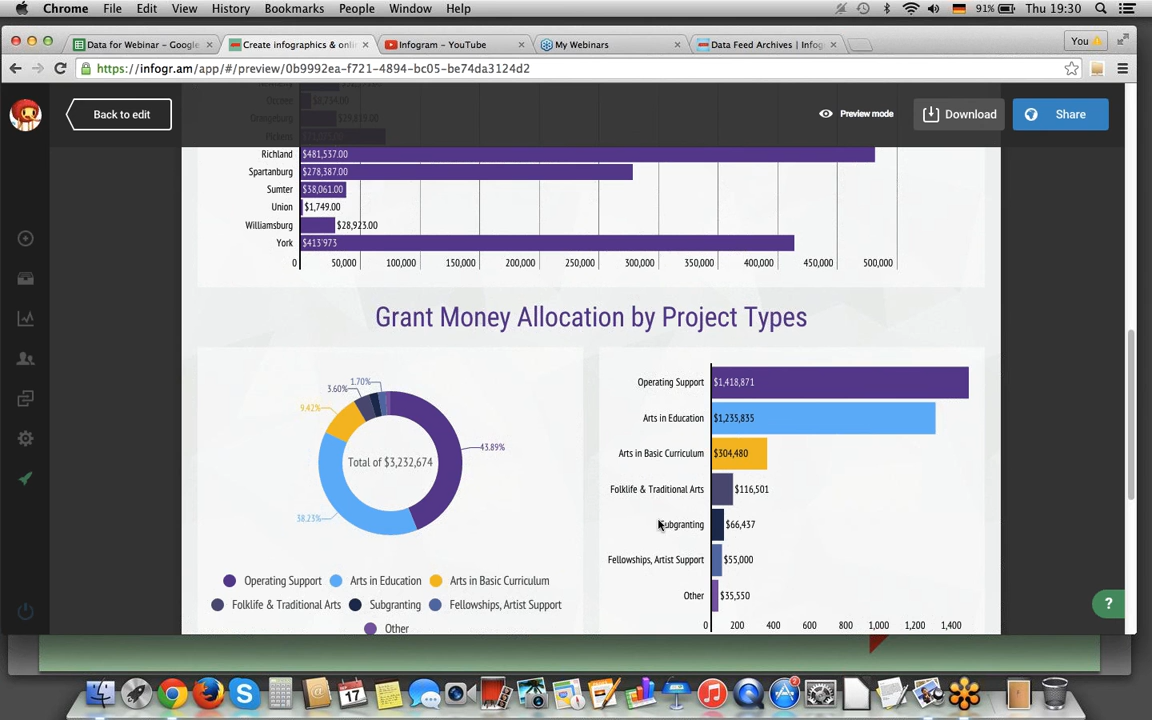 Chrome File Edit View History Bookmarks People Window Help 91% Thu 19:30
Data for Webinar – Google Create infographics & onli Infogram – YouTube My Webinars Data Feed Archives | Infog You
https://infogr.am/app/#/preview/0b9992ea-f721-4894-bc05-be74da3124d2
Back to edit Preview mode Download Share
Oconee $8,734.00
Orangeburg
Pickens
Richland $481,537.00
Spartanburg $278,387.00
Sumter $38,061.00
Union $1,749.00
Williamsburg $28,923.00
York $413'973
0 50,000 100,000 150,000 200,000 250,000 300,000 350,000 400,000 450,000 500,000
Grant Money Allocation by Project Types
1.70%
3.60%
9.42%
43.89%
Total of $3,232,674
38.23%
Operating Support Arts in Education Arts in Basic Curriculum
Folklife & Traditional Arts Subgranting Fellowships, Artist Support
Other
Operating Support $1,418,871
Arts in Education $1,235,835
Arts in Basic Curriculum $304,480
Folklife & Traditional Arts $116,501
Subgranting $66,437
Fellowships, Artist Support $55,000
Other $35,550
0 200 400 600 800 1,000 1,200 1,400
?
17